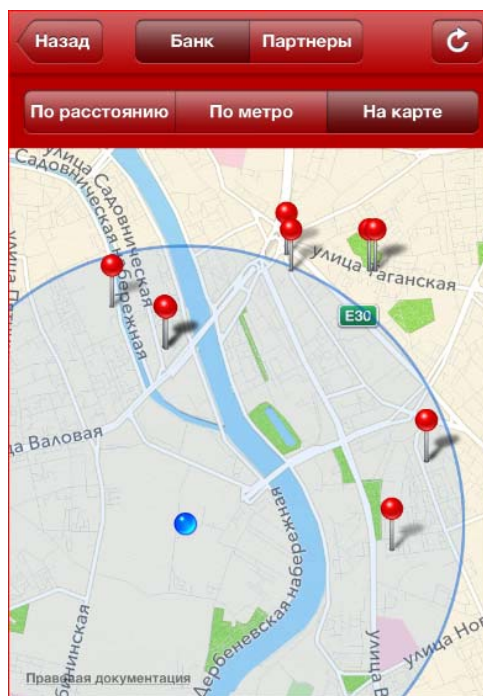 Назад
Банк
Партнеры
По расстоянию
По метро
На карте
улица Садовническая
Садовническая набережная
улица Таганская
E30
Валовая
Дербеневская набережная
улица
Правовая документация